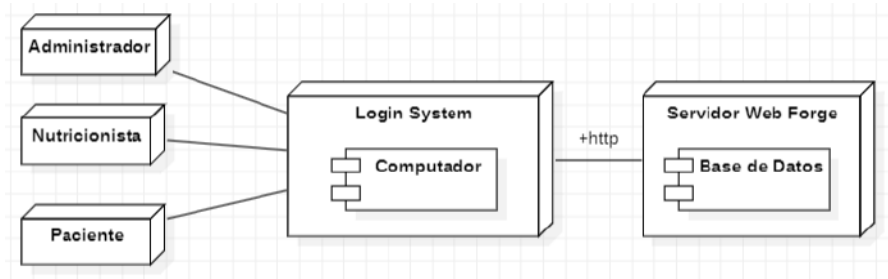 Administrador
Nutricionista
Paciente
Login System
Computador
+http
Servidor Web Forge
Base de Datos